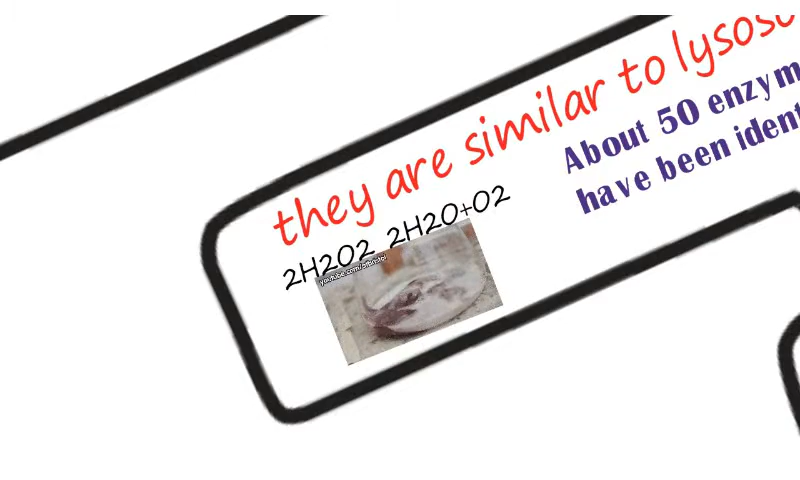 they are similar to lysoso
About 50 enzym
have been ident
2H2O2 2H2O+O2